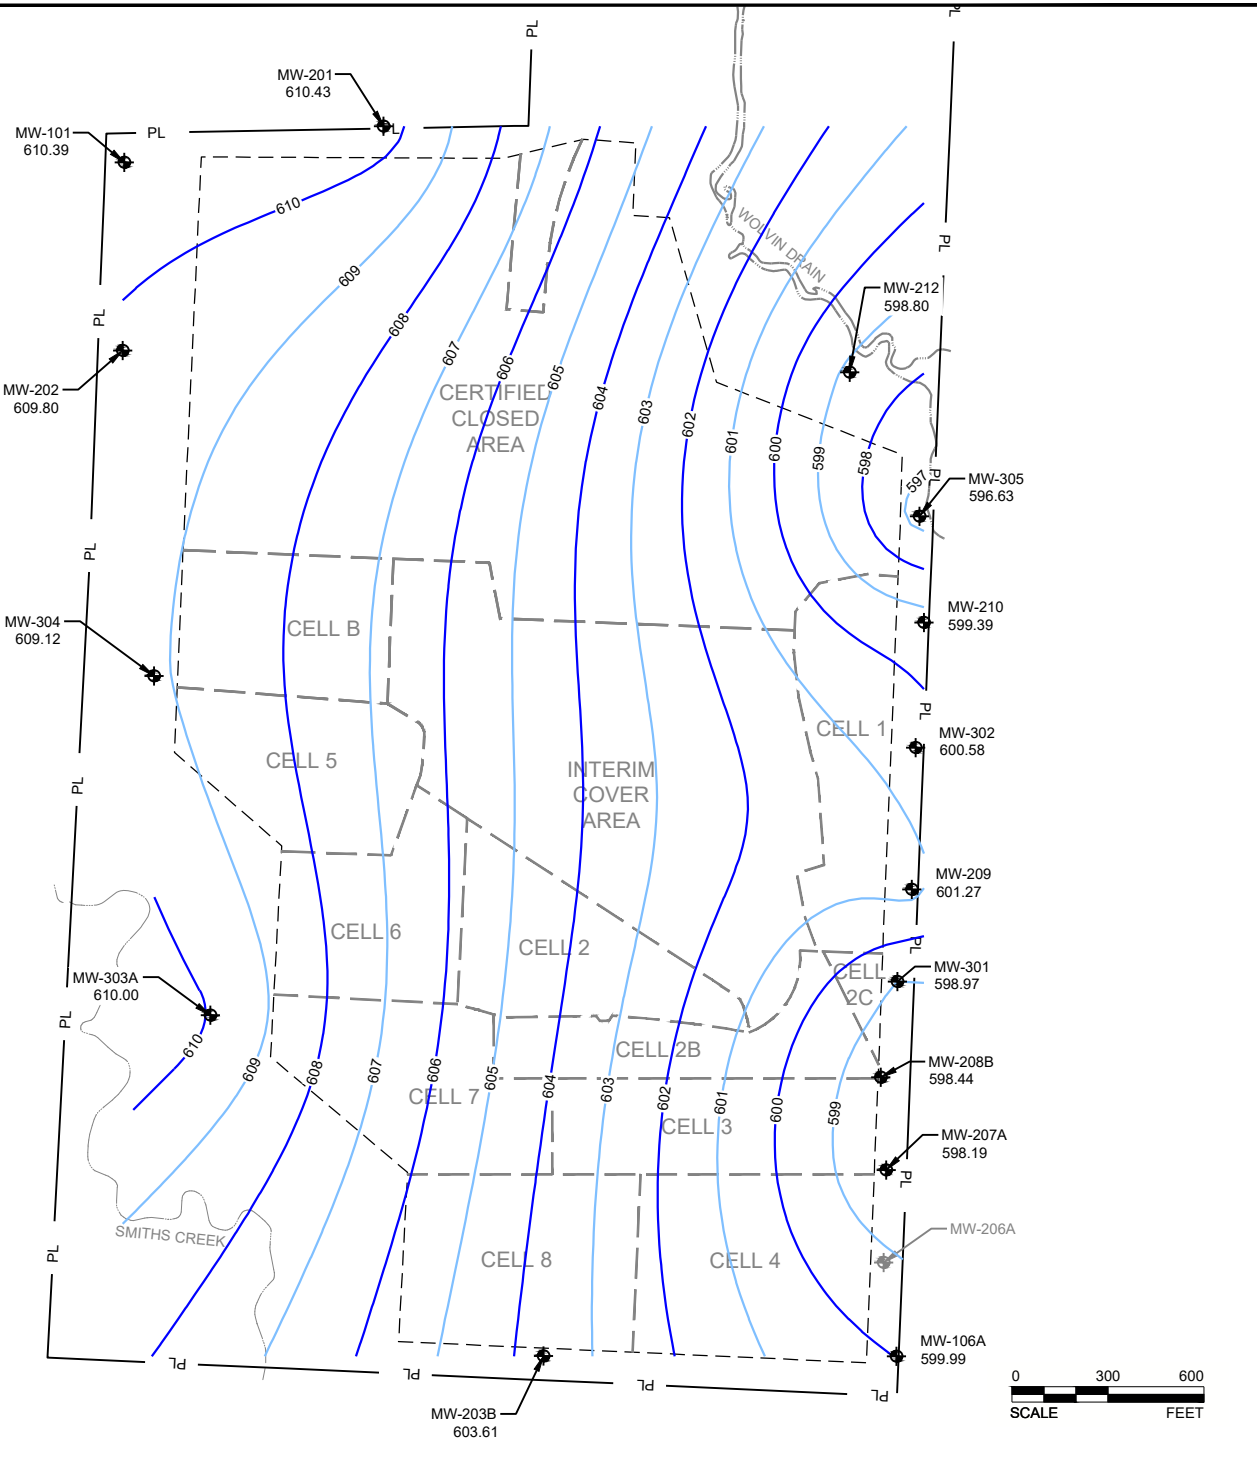 PL
PL
MW-201
610.43
MW-101
610.39
PL
L
610
WOLVIN DRAIN
PL
609
MW-212
598.80
PL
608
607
606
605
604
603
602
601
600
599
598
597
MW-202
609.80
CERTIFIED
CLOSED
AREA
PL
MW-305
596.63
PL
MW-210
599.39
MW-304
609.12
CELL B
PL
CELL 1
MW-302
600.58
CELL 5
INTERIM
COVER
AREA
PL
MW-209
601.27
CELL 6
CELL 2
PL
CELL
2C
MW-301
598.97
MW-303A
610.00
PL
610
609
608
607
606
605
604
603
602
601
600
599
CELL 2B
MW-208B
598.44
CELL 7
CELL 3
MW-207A
598.19
PL
SMITHS CREEK
MW-206A
PL
CELL 8
CELL 4
MW-106A
599.99
PL
PL
PL
PL
MW-203B
603.61
0 300 600
SCALE FEET